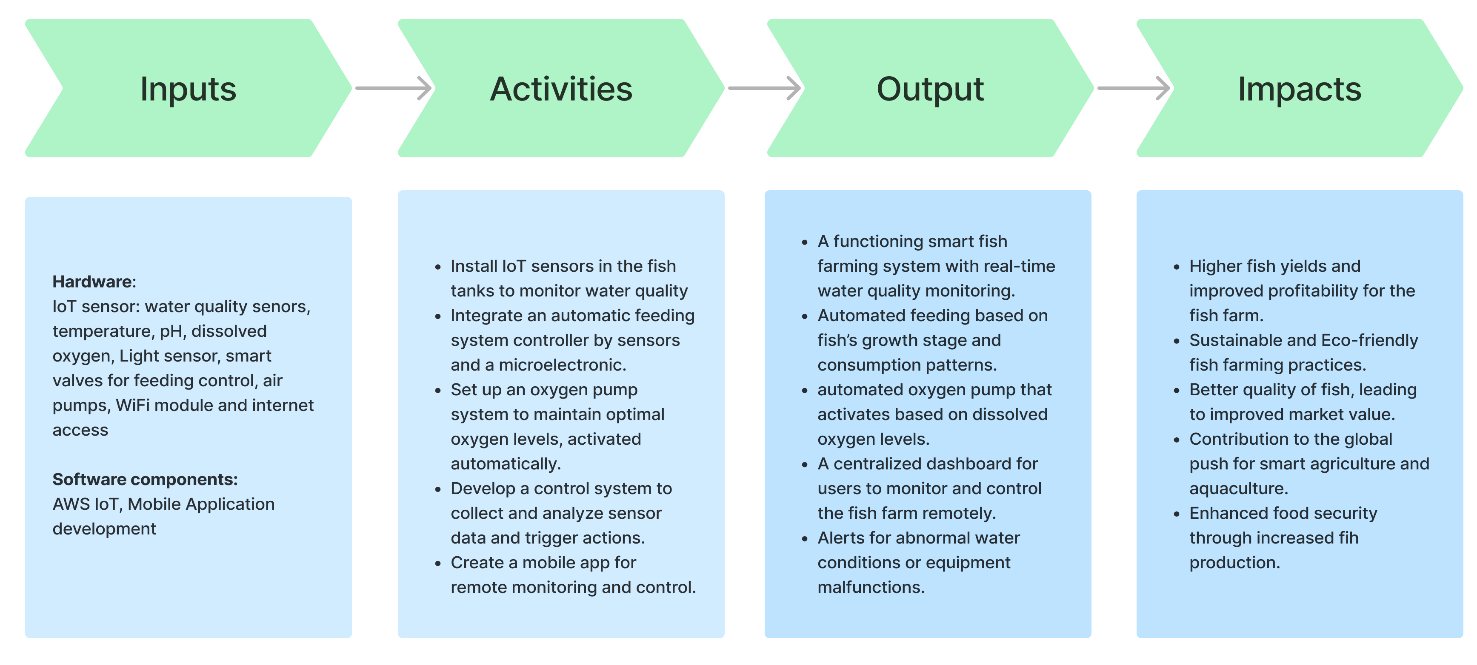 Inputs
Activities
Output
Impacts
Hardware:
IoT sensor: water quality senors,
temperature, pH, dissolved
oxygen, Light sensor, smart
valves for feeding control, air
pumps, WiFi module and internet
access
Software components:
AWS IoT, Mobile Application
development
• Install IoT sensors in the fish
tanks to monitor water quality
• Integrate an automatic feeding
system controller by sensors
and a microelectronic.
• Set up an oxygen pump
system to maintain optimal
oxygen levels, activated
automatically.
• Develop a control system to
collect and analyze sensor
data and trigger actions.
• Create a mobile app for
remote monitoring and control.
• A functioning smart fish
farming system with real-time
water quality monitoring.
• Automated feeding based on
fish’s growth stage and
consumption patterns.
• automated oxygen pump that
activates based on dissolved
oxygen levels.
• A centralized dashboard for
users to monitor and control
the fish farm remotely.
• Alerts for abnormal water
conditions or equipment
malfunctions.
• Higher fish yields and
improved profitability for the
fish farm.
• Sustainable and Eco-friendly
fish farming practices.
• Better quality of fish, leading
to improved market value.
• Contribution to the global
push for smart agriculture and
aquaculture.
• Enhanced food security
through increased fih
production.